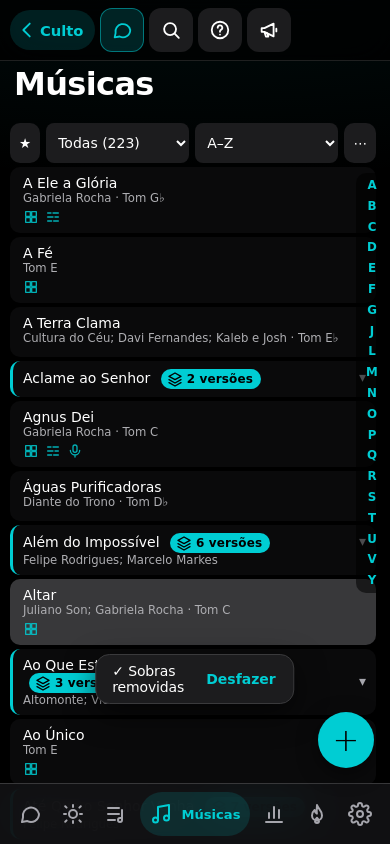 Culto
Músicas
★ Todas (223) A–Z ...
A Ele a Glória
Gabriela Rocha · Tom G♭
A Fé
Tom E
A Terra Clama
Cultura do Céu; Davi Fernandes; Kaleb e Josh · Tom E♭
Aclame ao Senhor 2 versões
Agnus Dei
Gabriela Rocha · Tom C
Águas Purificadoras
Diante do Trono · Tom D♭
Além do Impossível 6 versões
Felipe Rodrigues; Marcelo Markes
Altar
Juliano Son; Gabriela Rocha · Tom C
Ao Que
3
Altomonte;
✓ Sobras
removidas
Desfazer
Ao Único
Tom E
A
B
C
D
E
F
G
J
L
M
N
O
P
Q
R
S
T
U
V
Y
Músicas